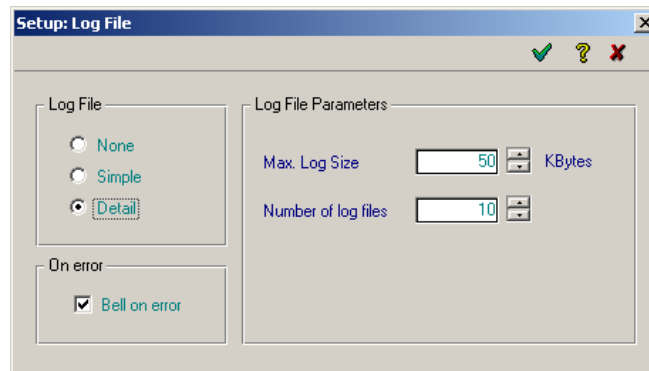 Setup: Log File
Log File
None
Simple
Detail
On error
Bell on error
Log File Parameters
Max. Log Size 50 KBytes
Number of log files 10